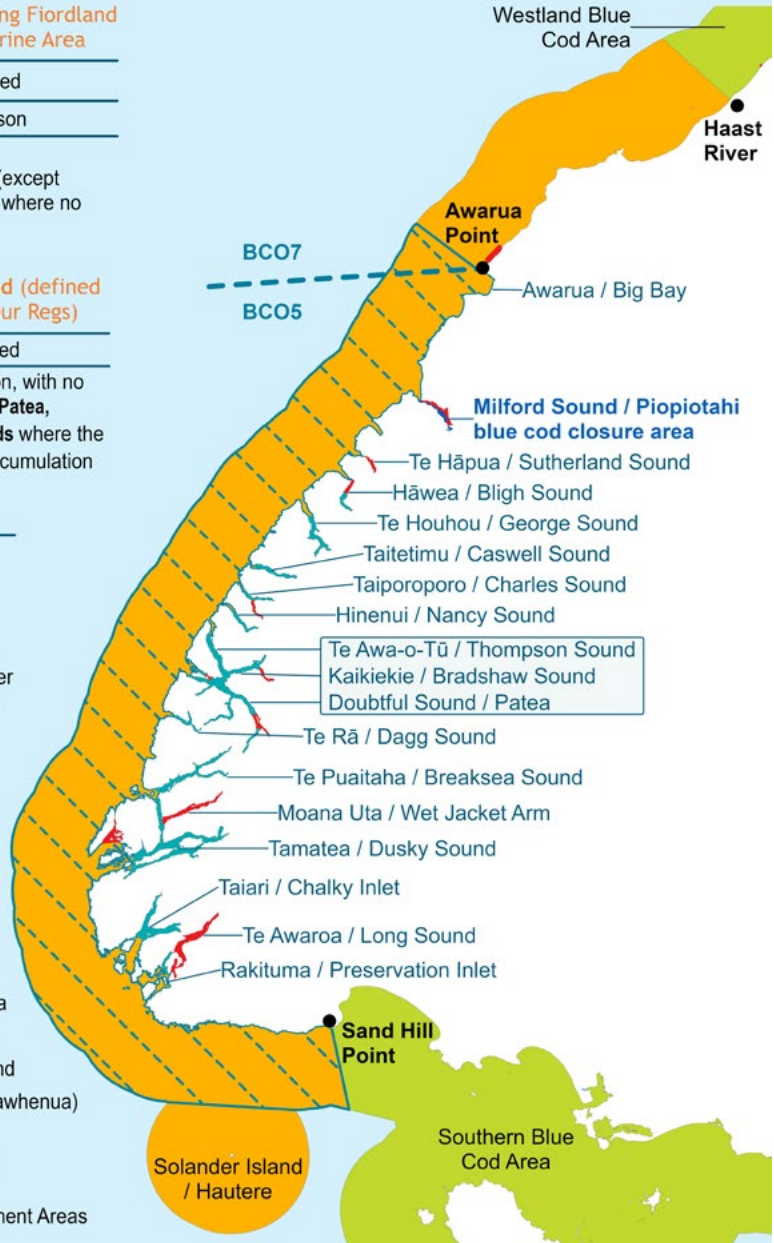 ng Fiordland
rine Area
ed
son
(except
where no
d (defined
ur Regs)
ed
n, with no
Patea,
ds where the
cumulation
er
a
nd
awhenua)
nent Areas
Westland Blue
Cod Area
Haast
River
Awarua
Point
BCO7
BCO5
Awarua / Big Bay
Milford Sound / Piopiotahi
blue cod closure area
Te Hāpua / Sutherland Sound
Hāwea / Bligh Sound
Te Houhou / George Sound
Taitetimu / Caswell Sound
Taiporoporo / Charles Sound
Hinenui / Nancy Sound
Te Awa-o-Tū / Thompson Sound
Kaikiekie / Bradshaw Sound
Doubtful Sound / Patea
Te Rā / Dagg Sound
Te Puaitaha / Breaksea Sound
Moana Uta / Wet Jacket Arm
Tamatea / Dusky Sound
Taiari / Chalky Inlet
Te Awaroa / Long Sound
Rakituma / Preservation Inlet
Sand Hill
Point
Southern Blue
Cod Area
Solander Island
/ Hautere